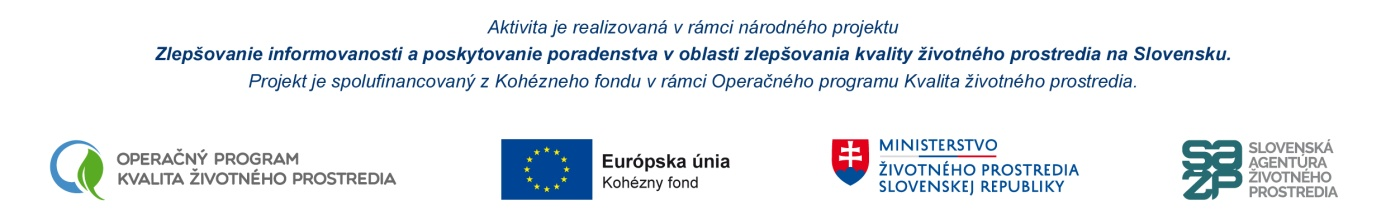 Aktivita je realizovaná v rámci národného projektu
Zlepšovanie informovanosti a poskytovanie poradenstva v oblasti zlepšovania kvality životného prostredia na Slovensku.
Projekt je spolufinancovaný z Kohézneho fondu v rámci Operačného programu Kvalita životného prostredia.
OPERAČNÝ PROGRAM
KVALITA ŽIVOTNÉHO PROSTREDIA
Európska únia
Kohézny fond
MINISTERSTVO
ŽIVOTNÉHO PROSTREDIA
SLOVENSKEJ REPUBLIKY
sa
žp
SLOVENSKÁ
AGENTÚRA
ŽIVOTNÉHO
PROSTREDIA